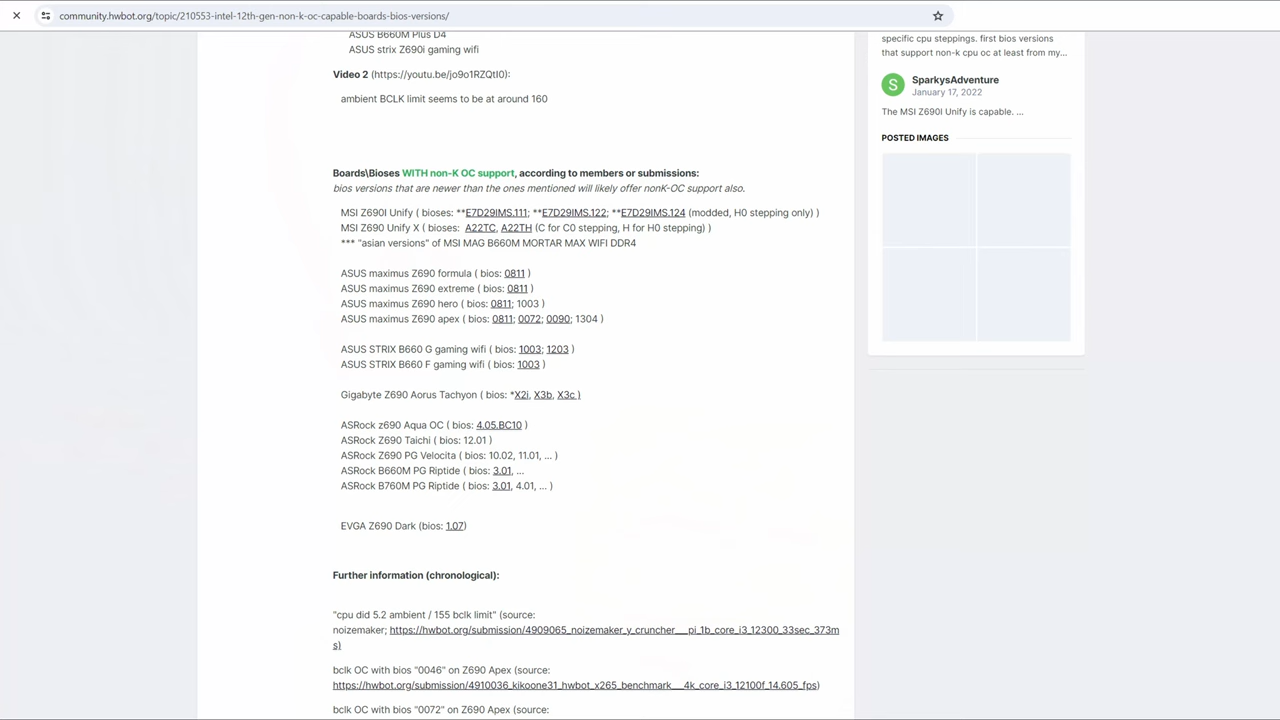 community.hwbot.org/topic/210553-intel-12th-gen-non-k-oc-capable-boards-bios-versions/
ASUS B660M Plus D4
ASUS strix Z690i gaming wifi
Video 2 (https://youtu.be/jo9o1RZQtI0):
ambient BCLK limit seems to be at around 160
Boards\Bioses WITH non-K OC support, according to members or submissions:
bios versions that are newer than the ones mentioned will likely offer nonK-OC support also.
MSI Z690I Unify ( bioses: **E7D29IMS.111; **E7D29IMS.122; **E7D29IMS.124 (modded, H0 stepping only) )
MSI Z690 Unify X ( bioses:  A22TC, A22TH (C for C0 stepping, H for H0 stepping) )
*** "asian versions" of MSI MAG B660M MORTAR MAX WIFI DDR4
ASUS maximus Z690 formula ( bios: 0811 )
ASUS maximus Z690 extreme ( bios: 0811 )
ASUS maximus Z690 hero ( bios: 0811; 1003 )
ASUS maximus Z690 apex ( bios: 0811; 0072; 0090; 1304 )
ASUS STRIX B660 G gaming wifi ( bios: 1003; 1203 )
ASUS STRIX B660 F gaming wifi ( bios: 1003 )
Gigabyte Z690 Aorus Tachyon ( bios: *X2i, X3b, X3c )
ASRock z690 Aqua OC ( bios: 4.05.BC10 )
ASRock Z690 Taichi ( bios: 12.01 )
ASRock Z690 PG Velocita ( bios: 10.02, 11.01, ... )
ASRock B660M PG Riptide ( bios: 3.01, ...
ASRock B760M PG Riptide ( bios: 3.01, 4.01, ... )
EVGA Z690 Dark (bios: 1.07)
Further information (chronological):
"cpu did 5.2 ambient / 155 bclk limit" (source:
noizemaker; https://hwbot.org/submission/4909065_noizemaker_y_cruncher___pi_1b_core_i3_12300_33sec_373m
s)
bclk OC with bios "0046" on Z690 Apex (source:
https://hwbot.org/submission/4910036_kikoone31_hwbot_x265_benchmark___4k_core_i3_12100f_14.605_fps)
bclk OC with bios "0072" on Z690 Apex (source:
specific cpu steppings. first bios versions
that support non-k cpu oc at least from my...
S
SparkysAdventure
January 17, 2022
The MSI Z690I Unify is capable. ...
POSTED IMAGES